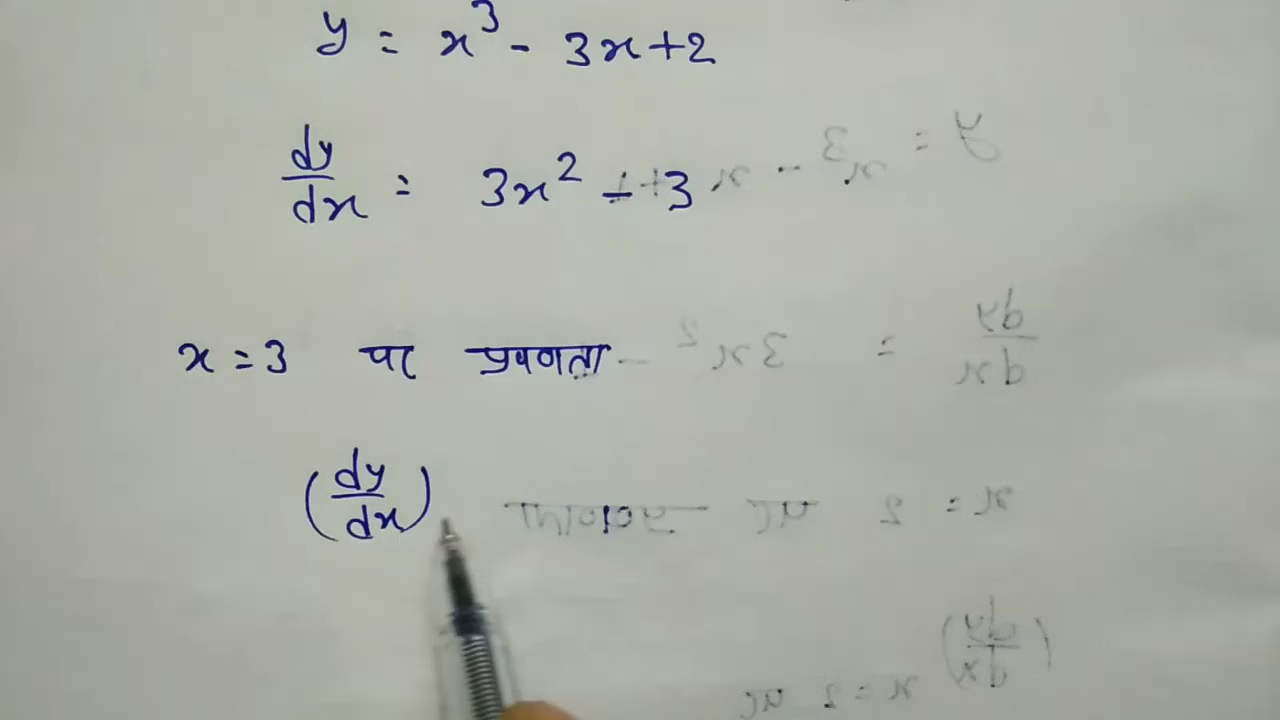 y = x³ - 3x + 2
dy/dx = 3x² - 3
x = 3 पर प्रवणता
(dy/dx)